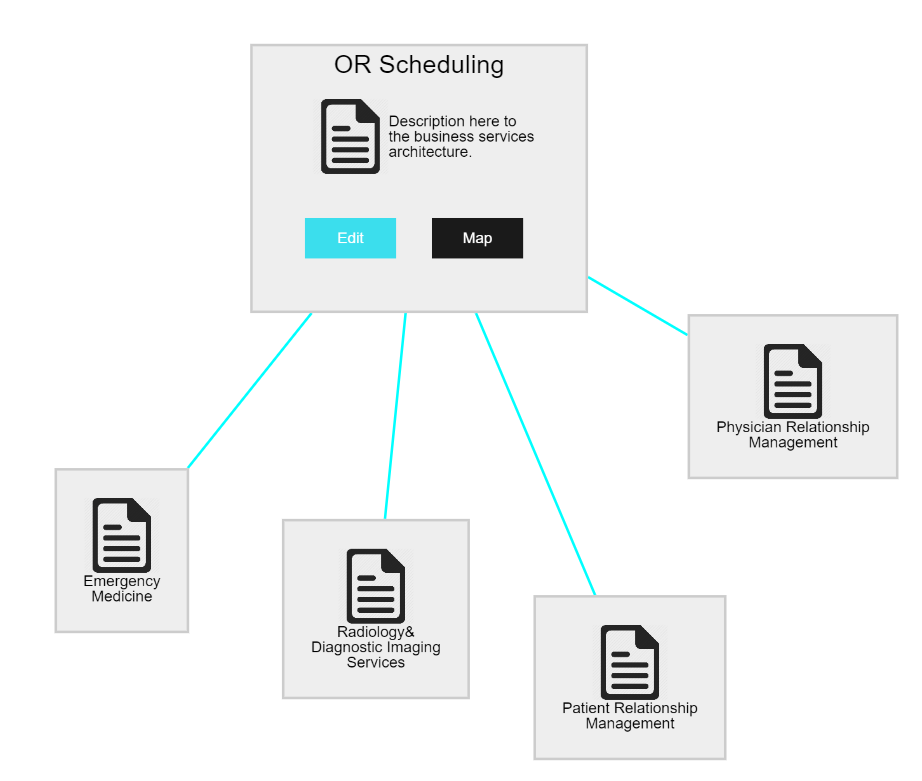 OR Scheduling
Description here to
the business services
architecture.
Edit
Map
Physician Relationship
Management
Emergency
Medicine
Radiology&
Diagnostic Imaging
Services
Patient Relationship
Management